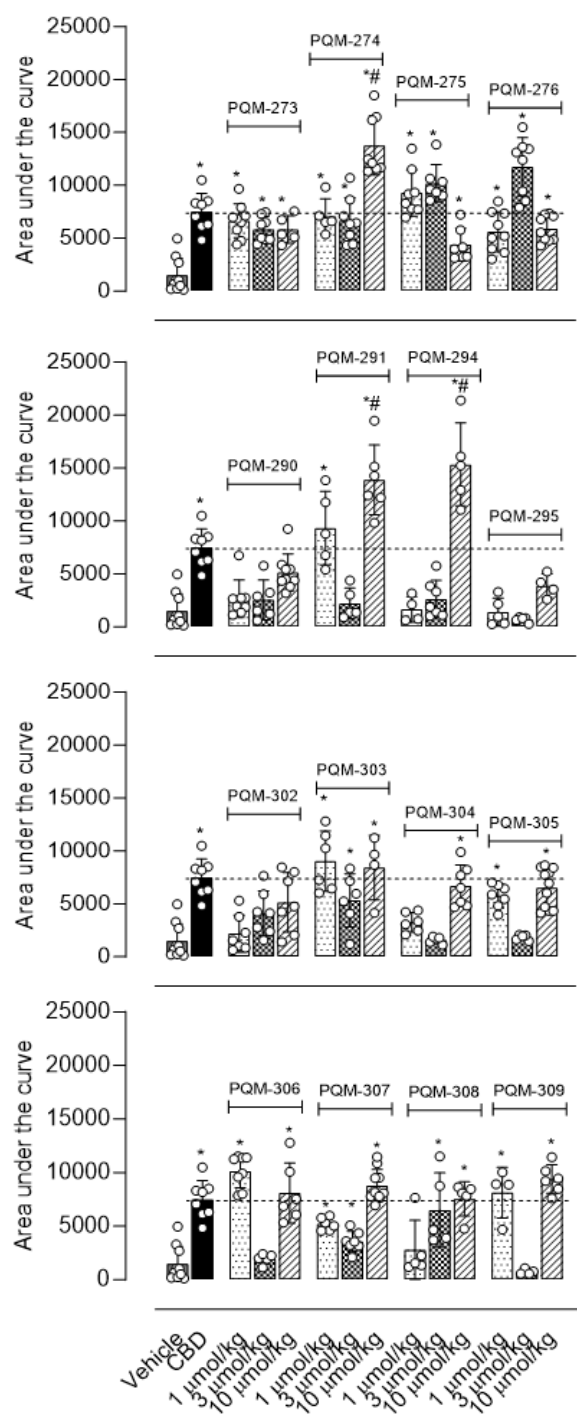 Area under the curve
25000
20000
15000
10000
5000
0
PQM-273
PQM-274
PQM-275
PQM-276
*
*
*
*
*
*
*#
*
*
*
*
*
*
Area under the curve
25000
20000
15000
10000
5000
0
PQM-290
PQM-291
PQM-294
PQM-295
*
*
*#
*#
Area under the curve
25000
20000
15000
10000
5000
0
PQM-302
PQM-303
PQM-304
PQM-305
*
*
*
*
*
*
*
Area under the curve
25000
20000
15000
10000
5000
0
PQM-306
PQM-307
PQM-308
PQM-309
*
*
*
*
*
*
*
*
*
*
Vehicle
CBD
1 µmol/kg
3 µmol/kg
10 µmol/kg
1 µmol/kg
3 µmol/kg
10 µmol/kg
1 µmol/kg
3 µmol/kg
10 µmol/kg
1 µmol/kg
3 µmol/kg
10 µmol/kg